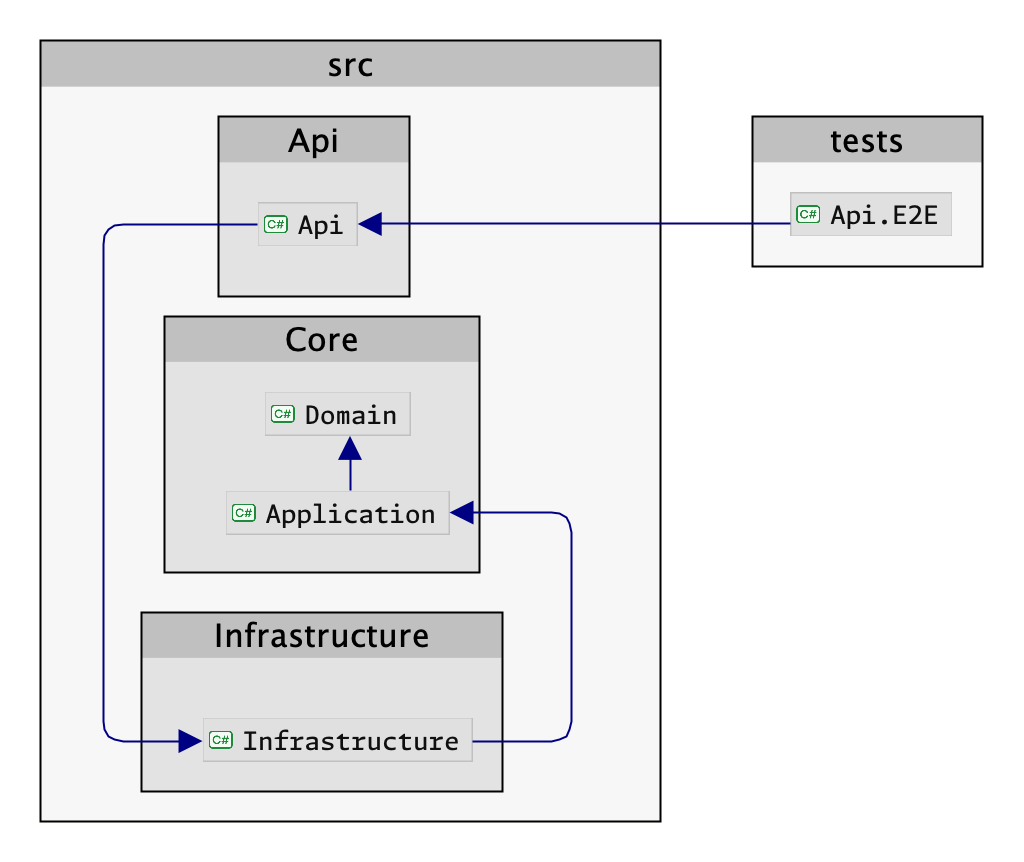 src
Api
tests
C# Api
C# Api.E2E
Core
C# Domain
C# Application
Infrastructure
C# Infrastructure